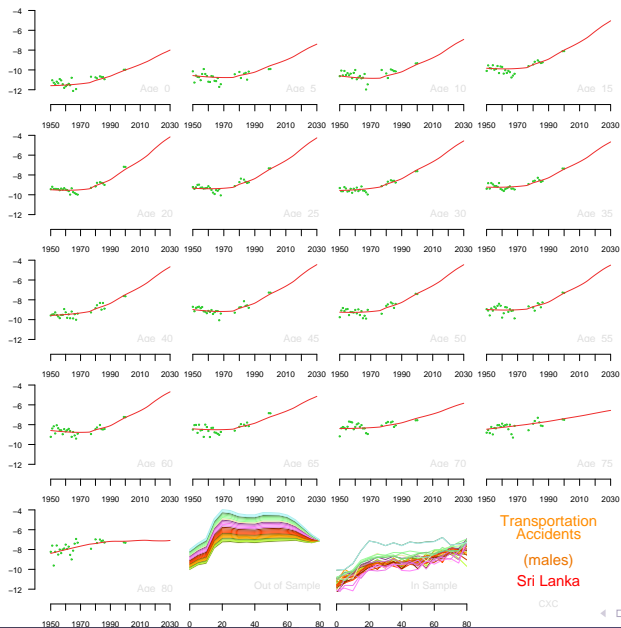 −4
−6
−8
−10
−12
Age 0
Age 5
Age 10
Age 15
1950 1970 1990 2010 2030
1950 1970 1990 2010 2030
1950 1970 1990 2010 2030
1950 1970 1990 2010 2030
−4
−6
−8
−10
−12
Age 20
Age 25
Age 30
Age 35
1950 1970 1990 2010 2030
1950 1970 1990 2010 2030
1950 1970 1990 2010 2030
1950 1970 1990 2010 2030
−4
−6
−8
−10
−12
Age 40
Age 45
Age 50
Age 55
1950 1970 1990 2010 2030
1950 1970 1990 2010 2030
1950 1970 1990 2010 2030
1950 1970 1990 2010 2030
−4
−6
−8
−10
−12
Age 60
Age 65
Age 70
Age 75
1950 1970 1990 2010 2030
1950 1970 1990 2010 2030
1950 1970 1990 2010 2030
1950 1970 1990 2010 2030
−4
−6
−8
−10
−12
Age 80
Out of Sample
In Sample
Transportation
Accidents
(males)
Sri Lanka
CXC
1950 1970 1990 2010 2030
0 20 40 60 80
0 20 40 60 80